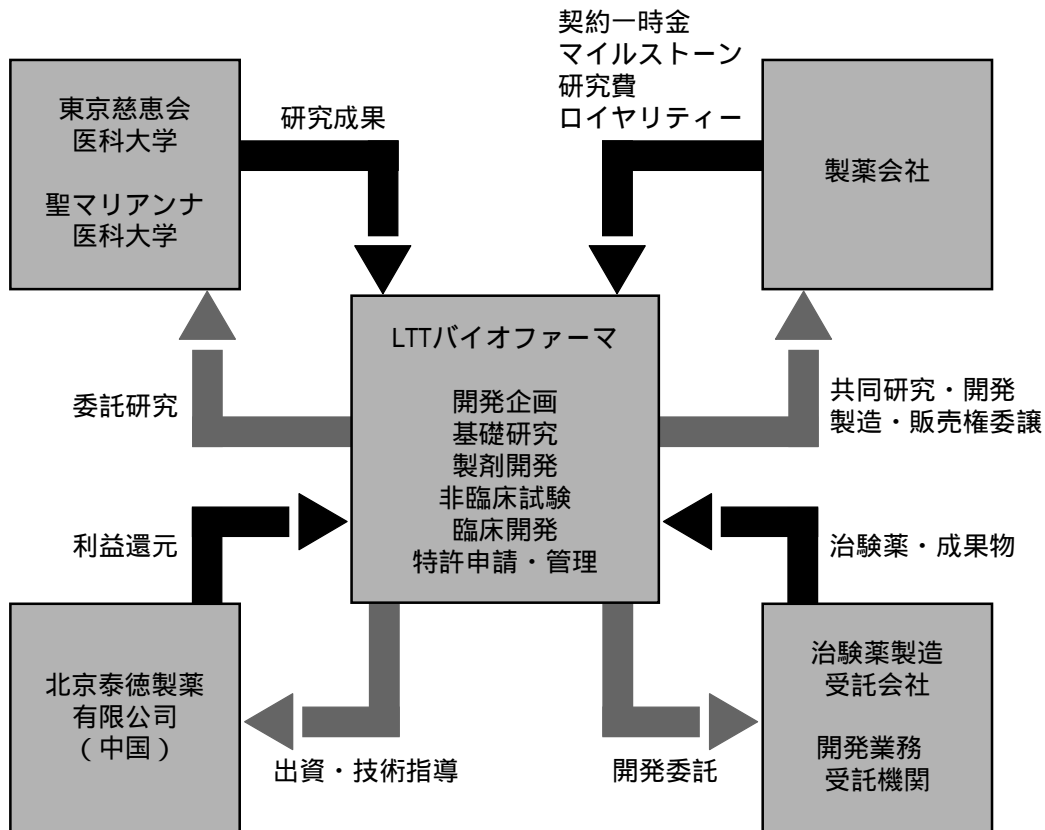 契約一時金
マイルストーン
研究費
ロイヤリティー
東京慈恵会
医科大学
聖マリアンナ
医科大学
研究成果
製薬会社
LTTバイオファーマ
開発企画
基礎研究
製剤開発
非臨床試験
臨床開発
特許申請・管理
委託研究
共同研究・開発
製造・販売権委譲
利益還元
治験薬・成果物
北京泰徳製薬
有限公司
(中国)
治験薬製造
受託会社
開発業務
受託機関
出資・技術指導
開発委託